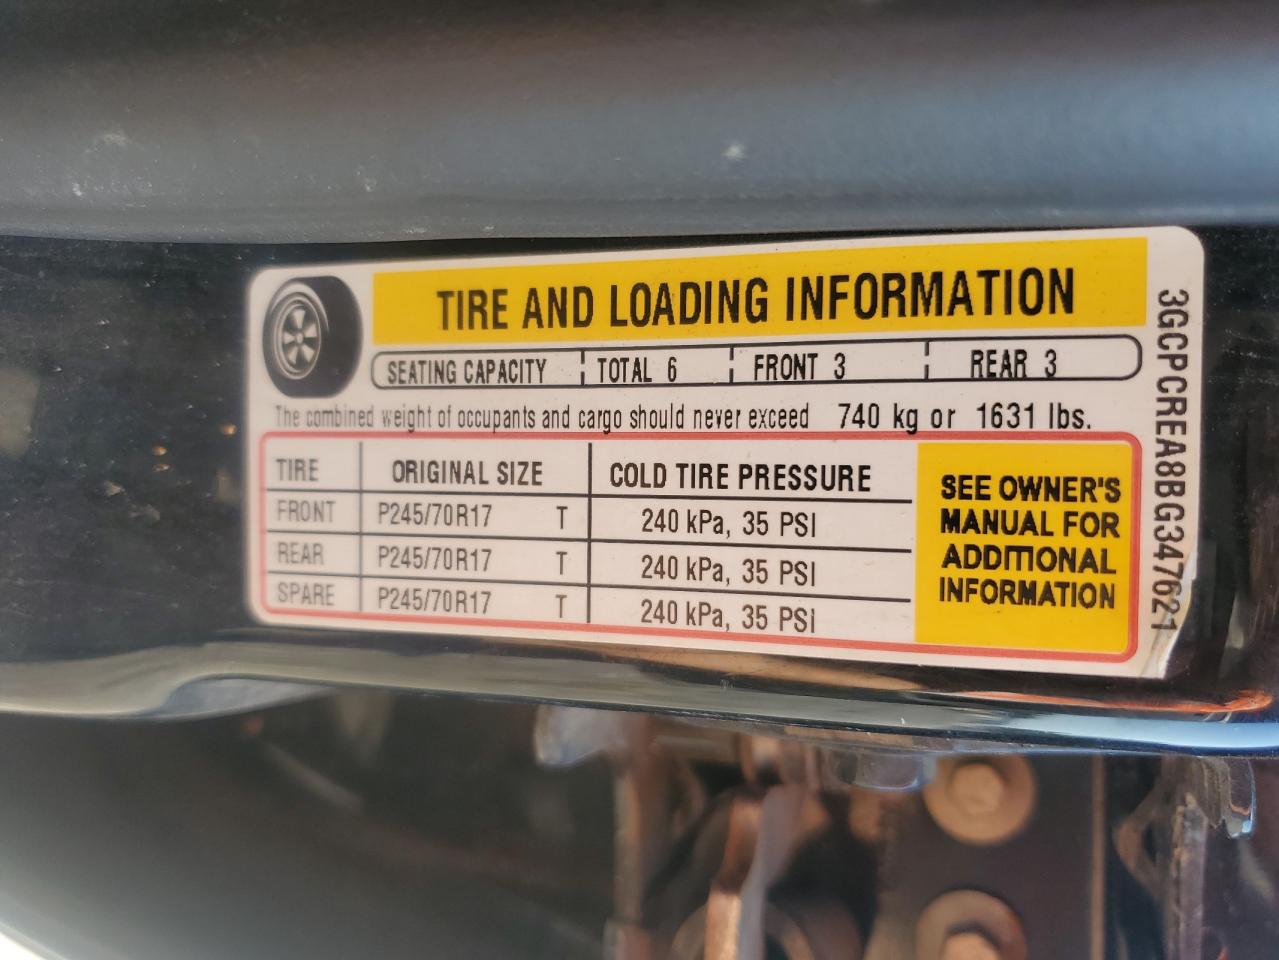 TIRE AND LOADING INFORMATION
SEATING CAPACITY TOTAL 6 FRONT 3 REAR 3
The combined weight of occupants and cargo should never exceed 740 kg or 1631 lbs.
TIRE ORIGINAL SIZE COLD TIRE PRESSURE
FRONT P245/70R17 T 240 kPa, 35 PSI
REAR P245/70R17 T 240 kPa, 35 PSI
SPARE P245/70R17 T 240 kPa, 35 PSI
SEE OWNER'S
MANUAL FOR
ADDITIONAL
INFORMATION
3GCPCREA8BG347621